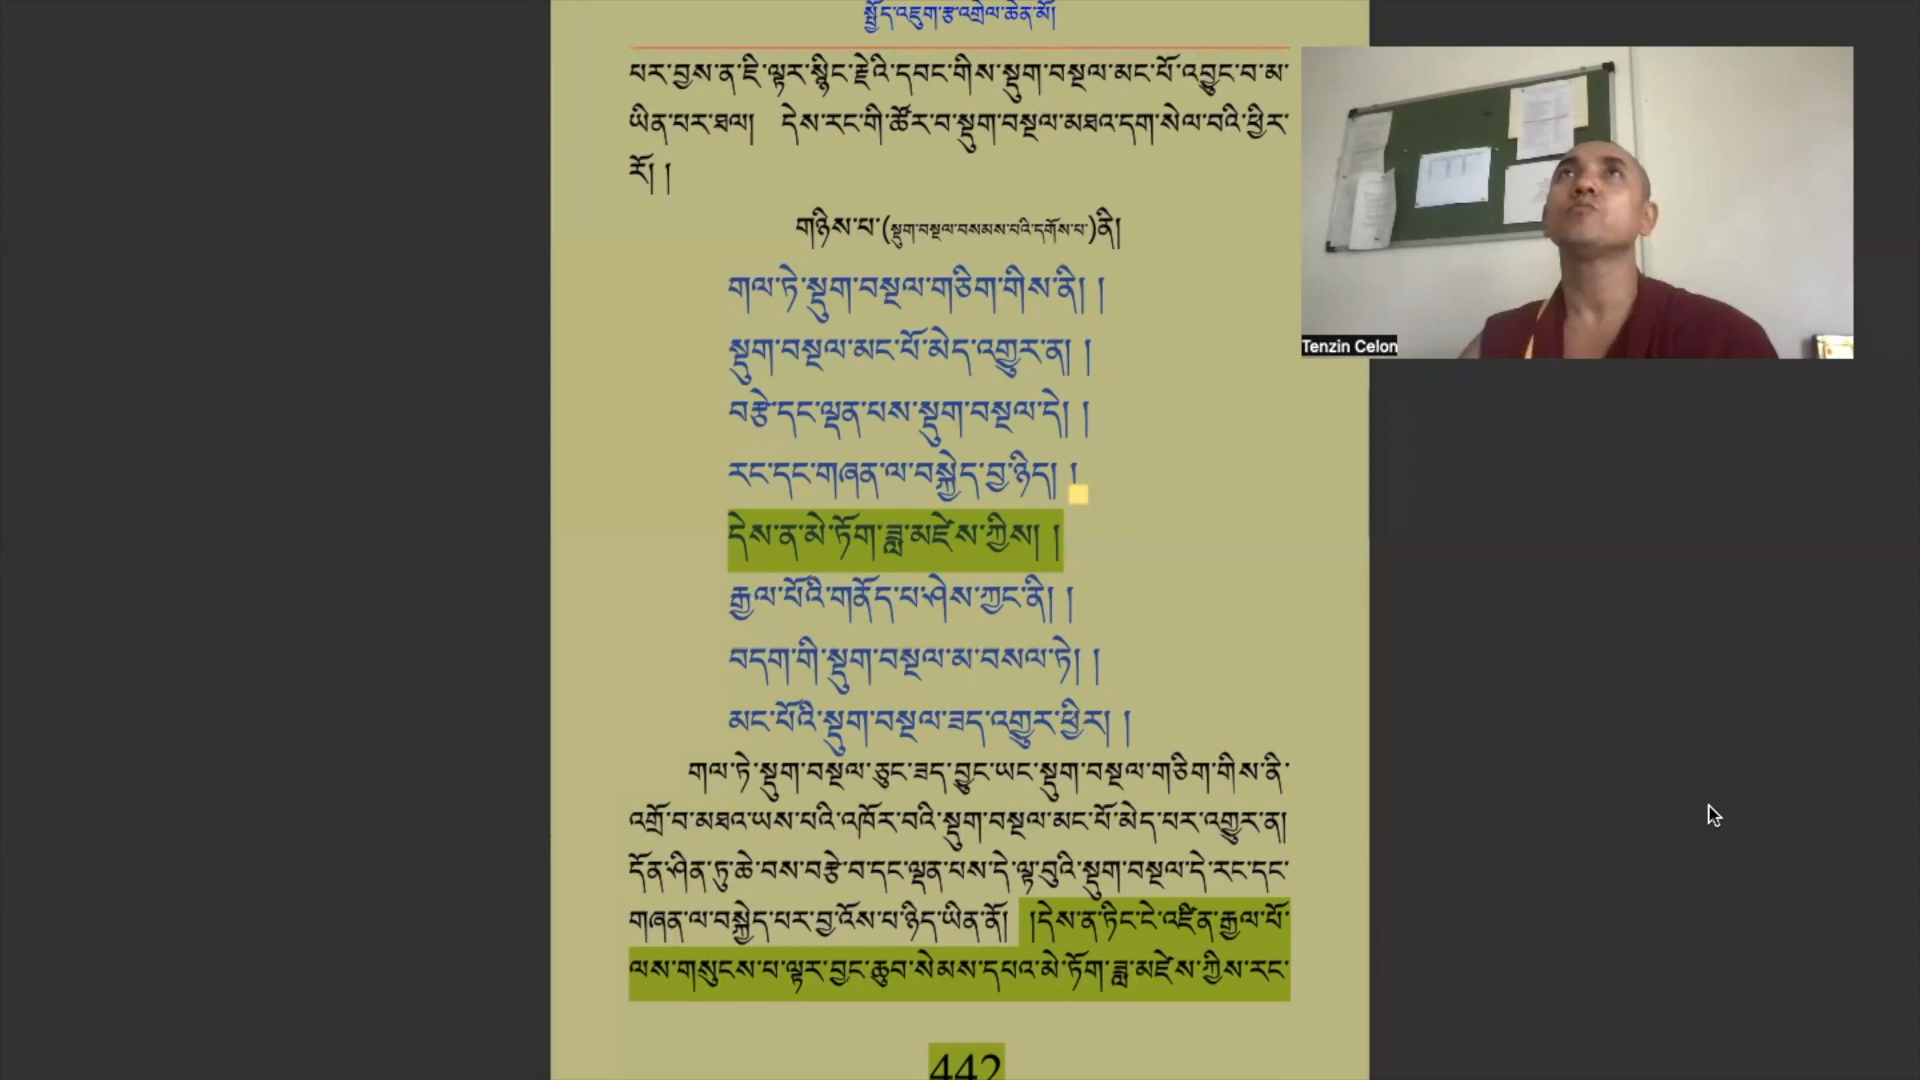 སྤྱོད་འཇུག་རྩ་འགྲེལ་ཆེན་མོ།
པར་བྱས་ན་ཇི་ལྟར་སྙིང་རྗེའི་དབང་གིས་སྡུག་བསྔལ་མང་པོ་འབྱུང་བ་མ་
ཡིན་པར་ཐལ། དེས་རང་གི་ཚོར་བ་སྡུག་བསྔལ་མཐའ་དག་སེལ་བའི་ཕྱིར་
རོ། །
གཉིས་པ་(སྡུག་བསྔལ་བསམས་པའི་དགོས་པ་)ནི།
གལ་ཏེ་སྡུག་བསྔལ་གཅིག་གིས་ནི། །
སྡུག་བསྔལ་མང་པོ་མེད་འགྱུར་ན། །
བརྩེ་དང་ལྡན་པས་སྡུག་བསྔལ་དེ། །
རང་དང་གཞན་ལ་བསྐྱེད་བྱ་ཉིད། །
དེས་ན་མེ་ཏོག་ཟླ་མཛེས་ཀྱིས། །
རྒྱལ་པོའི་གནོད་པ་ཤེས་ཀྱང་ནི། །
བདག་གི་སྡུག་བསྔལ་མ་བསལ་ཏེ། །
མང་པོའི་སྡུག་བསྔལ་ཟད་འགྱུར་ཕྱིར། །
གལ་ཏེ་སྡུག་བསྔལ་ཅུང་ཟད་བྱུང་ཡང་སྡུག་བསྔལ་གཅིག་གིས་ནི་
འགྲོ་བ་མཐའ་ཡས་པའི་འཁོར་བའི་སྡུག་བསྔལ་མང་པོ་མེད་པར་འགྱུར་ན།
དོན་ཤིན་ཏུ་ཆེ་བས་བརྩེ་བ་དང་ལྡན་པས་དེ་ལྟ་བུའི་སྡུག་བསྔལ་དེ་རང་དང་
གཞན་ལ་བསྐྱེད་པར་བྱ་འོས་པ་ཉིད་ཡིན་ནོ། །དེས་ན་ཏིང་ངེ་འཛིན་རྒྱལ་པོ་
ལས་གསུངས་པ་ལྟར་བྱང་ཆུབ་སེམས་དཔའ་མེ་ཏོག་ཟླ་མཛེས་ཀྱིས་རང་
442
Tenzin Celon